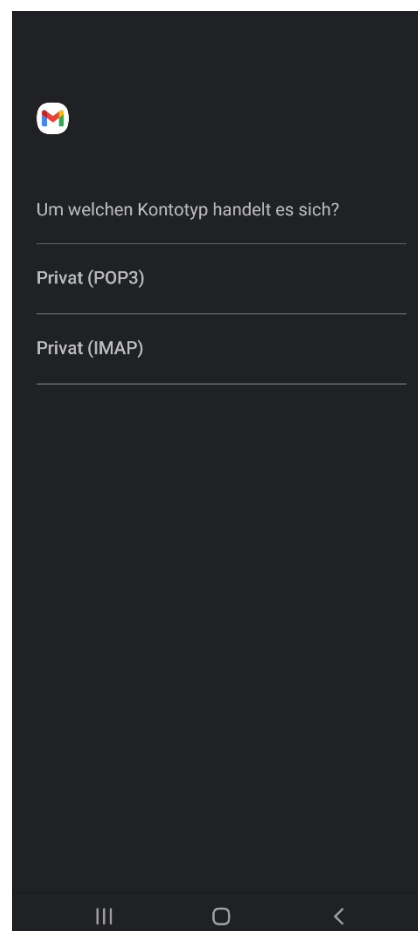 Um welchen Kontotyp handelt es sich?
Privat (POP3)
Privat (IMAP)